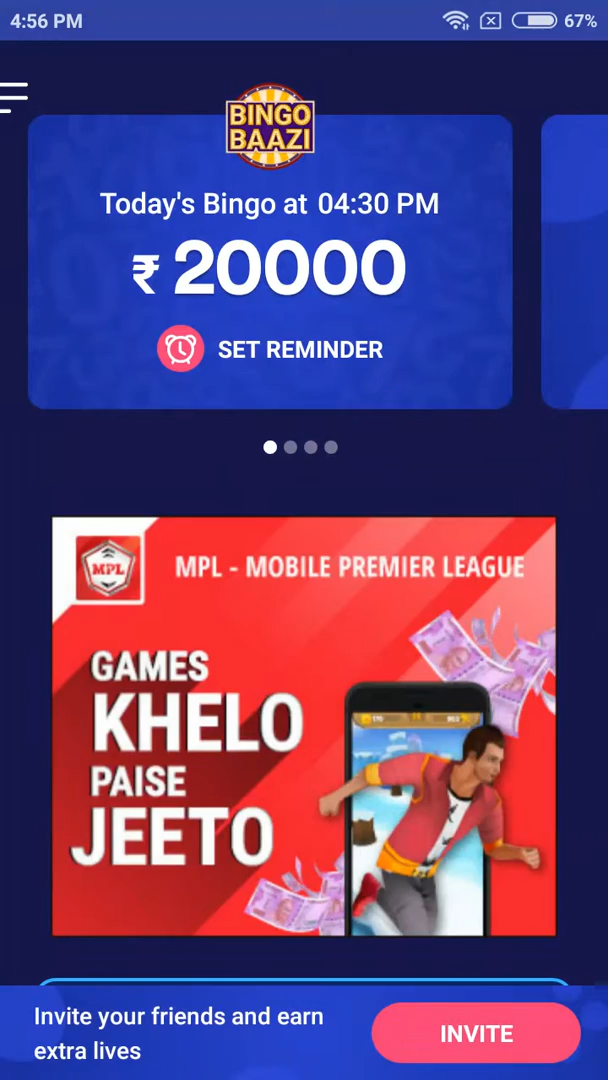 4:56 PM
67%
BINGO
BAAZI
Today's Bingo at 04:30 PM
₹ 20000
SET REMINDER
MPL
MPL - MOBILE PREMIER LEAGUE
GAMES
KHELO
PAISE
JEETO
Invite your friends and earn
extra lives
INVITE